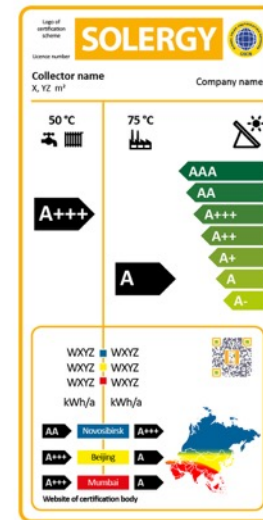 Logo of
certification
scheme
SOLERGY
License number
Collector name
Company name
X, YZ m²
50 °C
75 °C
AAA
AA
A+++
A+++
A++
A+
A
A
A-
WXYZ WXYZ
WXYZ WXYZ
WXYZ WXYZ
kWh/a kWh/a
AA Novosibirsk A+++
A+++ Beijing A
A+++ Mumbai A
Website of certification body